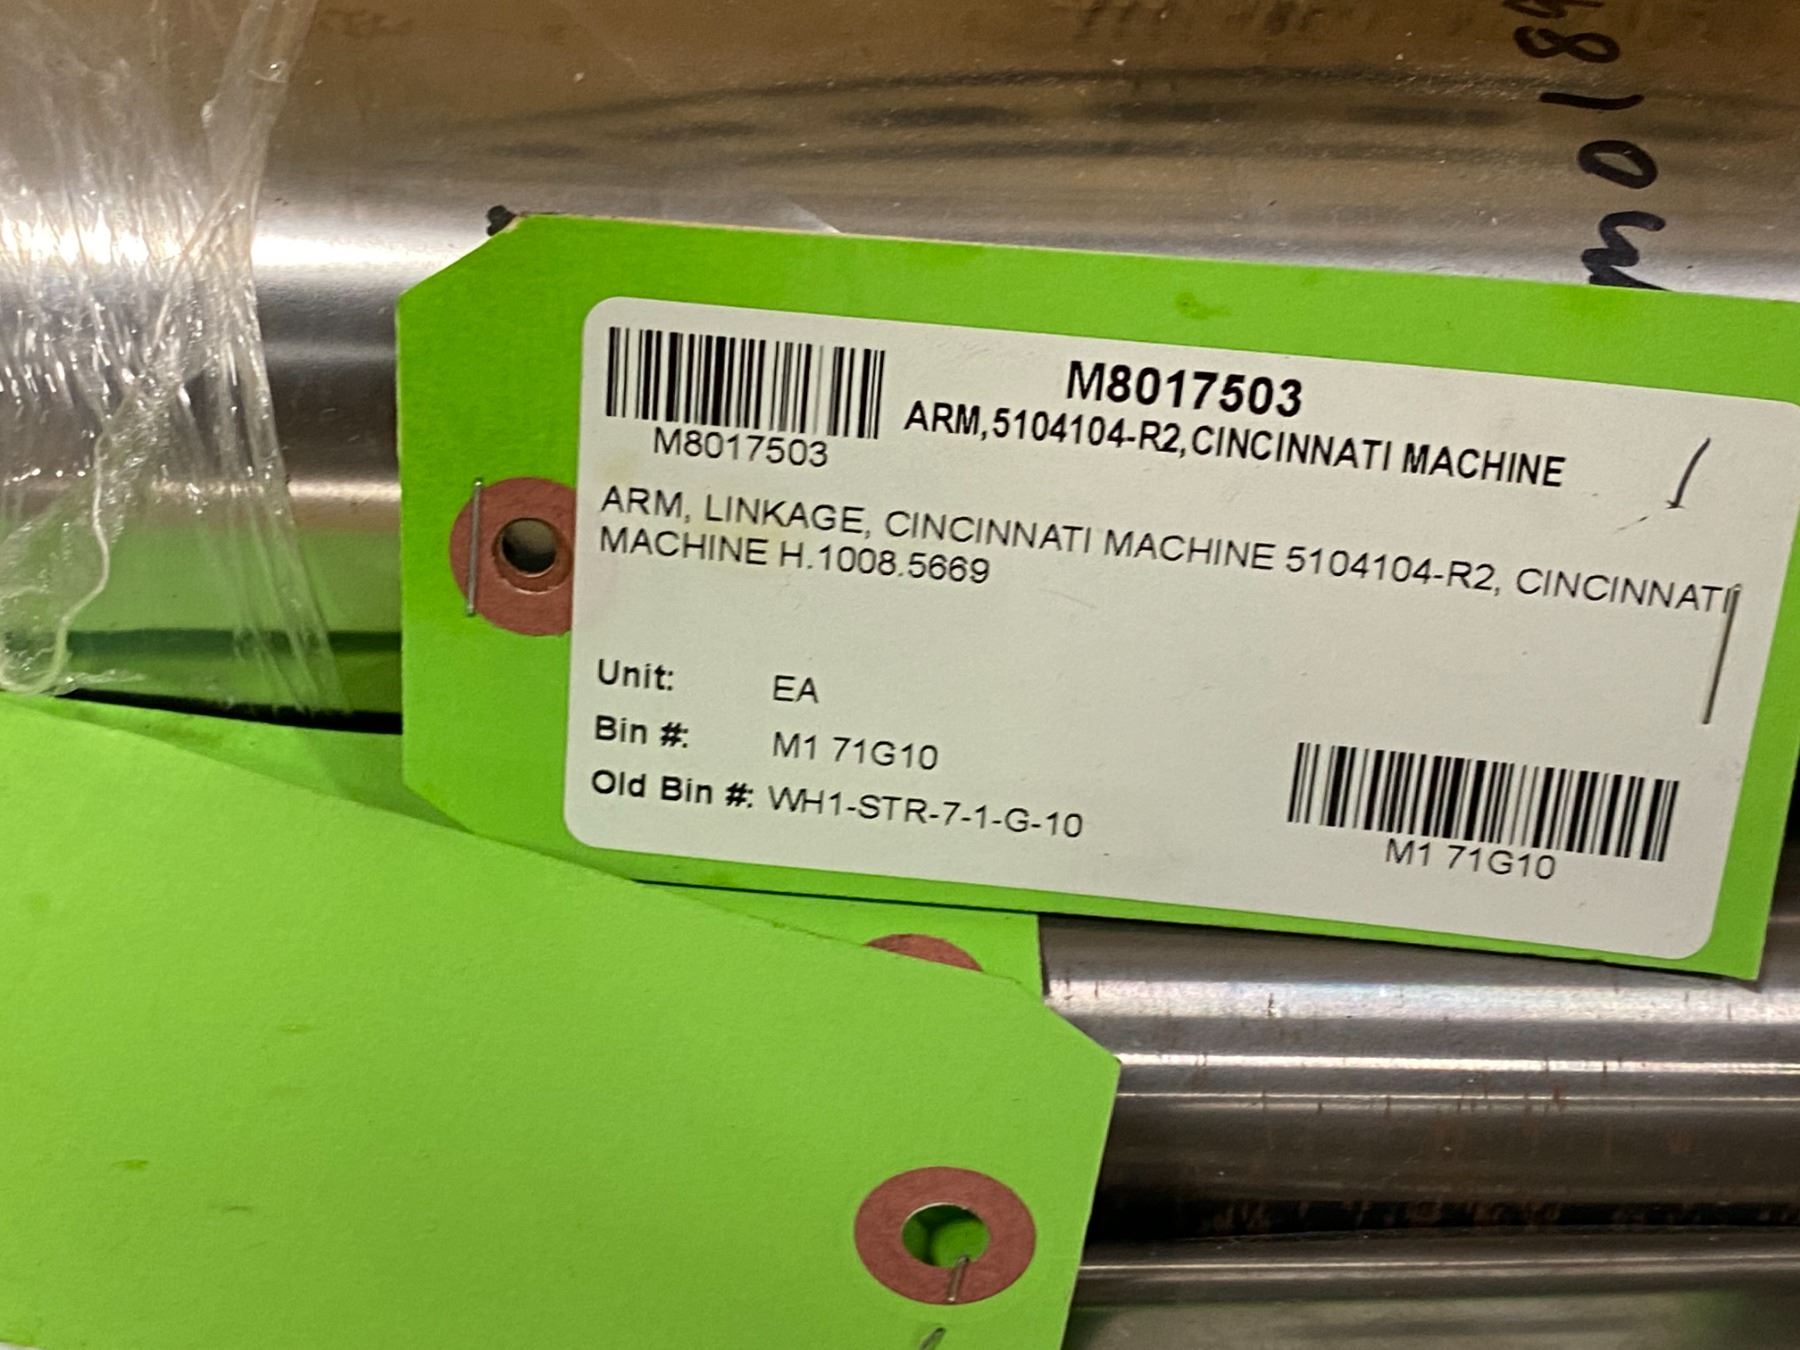 M8017503
M8017503
ARM,5104104-R2,CINCINNATI MACHINE
ARM, LINKAGE, CINCINNATI MACHINE 5104104-R2, CINCINNATI
MACHINE H.1008.5669
Unit: EA
Bin #: M1 71G10
Old Bin #: WH1-STR-7-1-G-10
M1 71G10